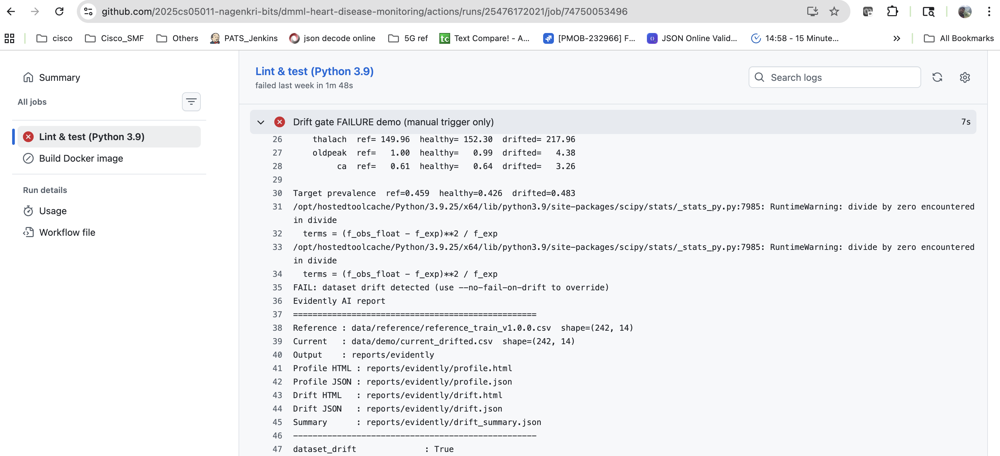 github.com/2025cs05011-nagenkri-bits/dmml-heart-disease-monitoring/actions/runs/25476172021/job/74750053496
cisco Cisco_SMF Others PATS_Jenkins json decode online 5G ref Text Compare! - A... [PMOB-232966] F... JSON Online Valid... 14:58 - 15 Minute... » All Bookmarks
Summary
All jobs
Lint & test (Python 3.9)
Build Docker image
Run details
Usage
Workflow file
Lint & test (Python 3.9)
failed last week in 1m 48s
Search logs
Drift gate FAILURE demo (manual trigger only) 7s
26 thalach ref= 149.96 healthy= 152.30 drifted= 217.96
27 oldpeak ref= 1.00 healthy= 0.99 drifted= 4.38
28 ca ref= 0.61 healthy= 0.64 drifted= 3.26
29
30 Target prevalence ref=0.459 healthy=0.426 drifted=0.483
31 /opt/hostedtoolcache/Python/3.9.25/x64/lib/python3.9/site-packages/scipy/stats/_stats_py.py:7985: RuntimeWarning: divide by zero encountered
in divide
32 terms = (f_obs_float - f_exp)**2 / f_exp
33 /opt/hostedtoolcache/Python/3.9.25/x64/lib/python3.9/site-packages/scipy/stats/_stats_py.py:7985: RuntimeWarning: divide by zero encountered
in divide
34 terms = (f_obs_float - f_exp)**2 / f_exp
35 FAIL: dataset drift detected (use --no-fail-on-drift to override)
36 Evidently AI report
37 ==================================================
38 Reference : data/reference/reference_train_v1.0.0.csv shape=(242, 14)
39 Current : data/demo/current_drifted.csv shape=(242, 14)
40 Output : reports/evidently
41 Profile HTML : reports/evidently/profile.html
42 Profile JSON : reports/evidently/profile.json
43 Drift HTML : reports/evidently/drift.html
44 Drift JSON : reports/evidently/drift.json
45 Summary : reports/evidently/drift_summary.json
46 --------------------------------------------------
47 dataset_drift : True